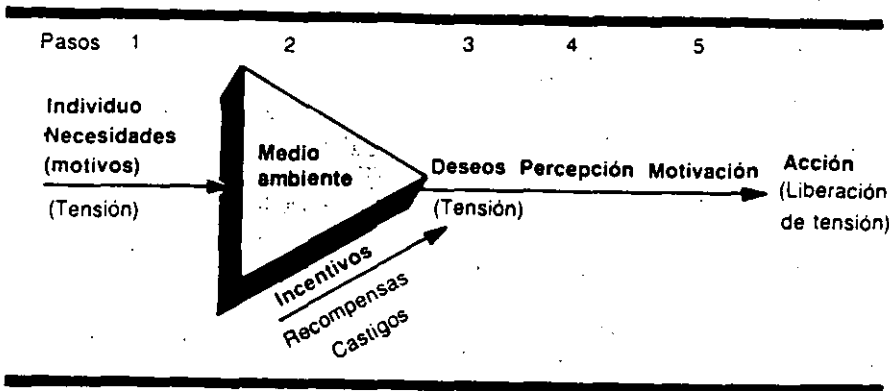 Pasos 1 2 3 4 5
Individuo
Necesidades
(motivos)
(Tensión)
Medio
ambiente
Incentivos
Recompensas
Castigos
Deseos Percepción Motivación
(Tensión)
Acción
(Liberación
de tensión)